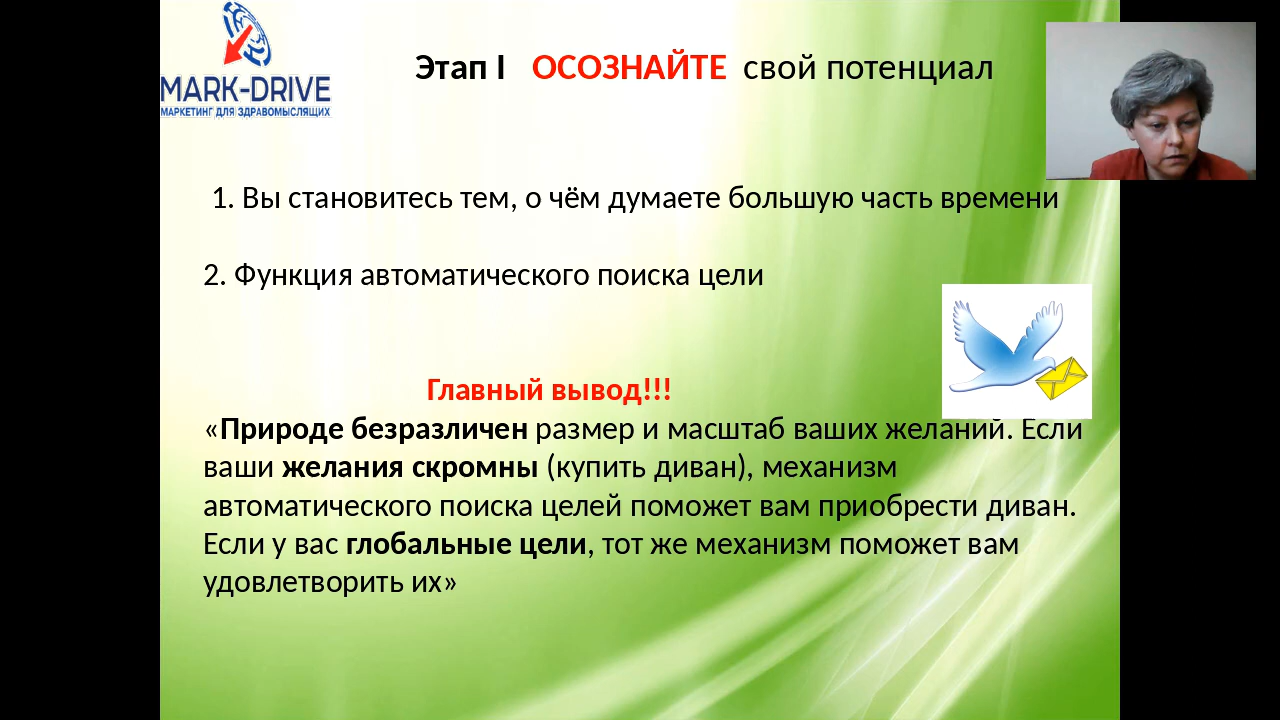 MARK-DRIVE
МАРКЕТИНГ ДЛЯ ЗДРАВОМЫСЛЯЩИХ
Этап I ОСОЗНАЙТЕ свой потенциал
1. Вы становитесь тем, о чём думаете большую часть времени
2. Функция автоматического поиска цели
Главный вывод!!!
«Природе безразличен размер и масштаб ваших желаний. Если
ваши желания скромны (купить диван), механизм
автоматического поиска целей поможет вам приобрести диван.
Если у вас глобальные цели, тот же механизм поможет вам
удовлетворить их»